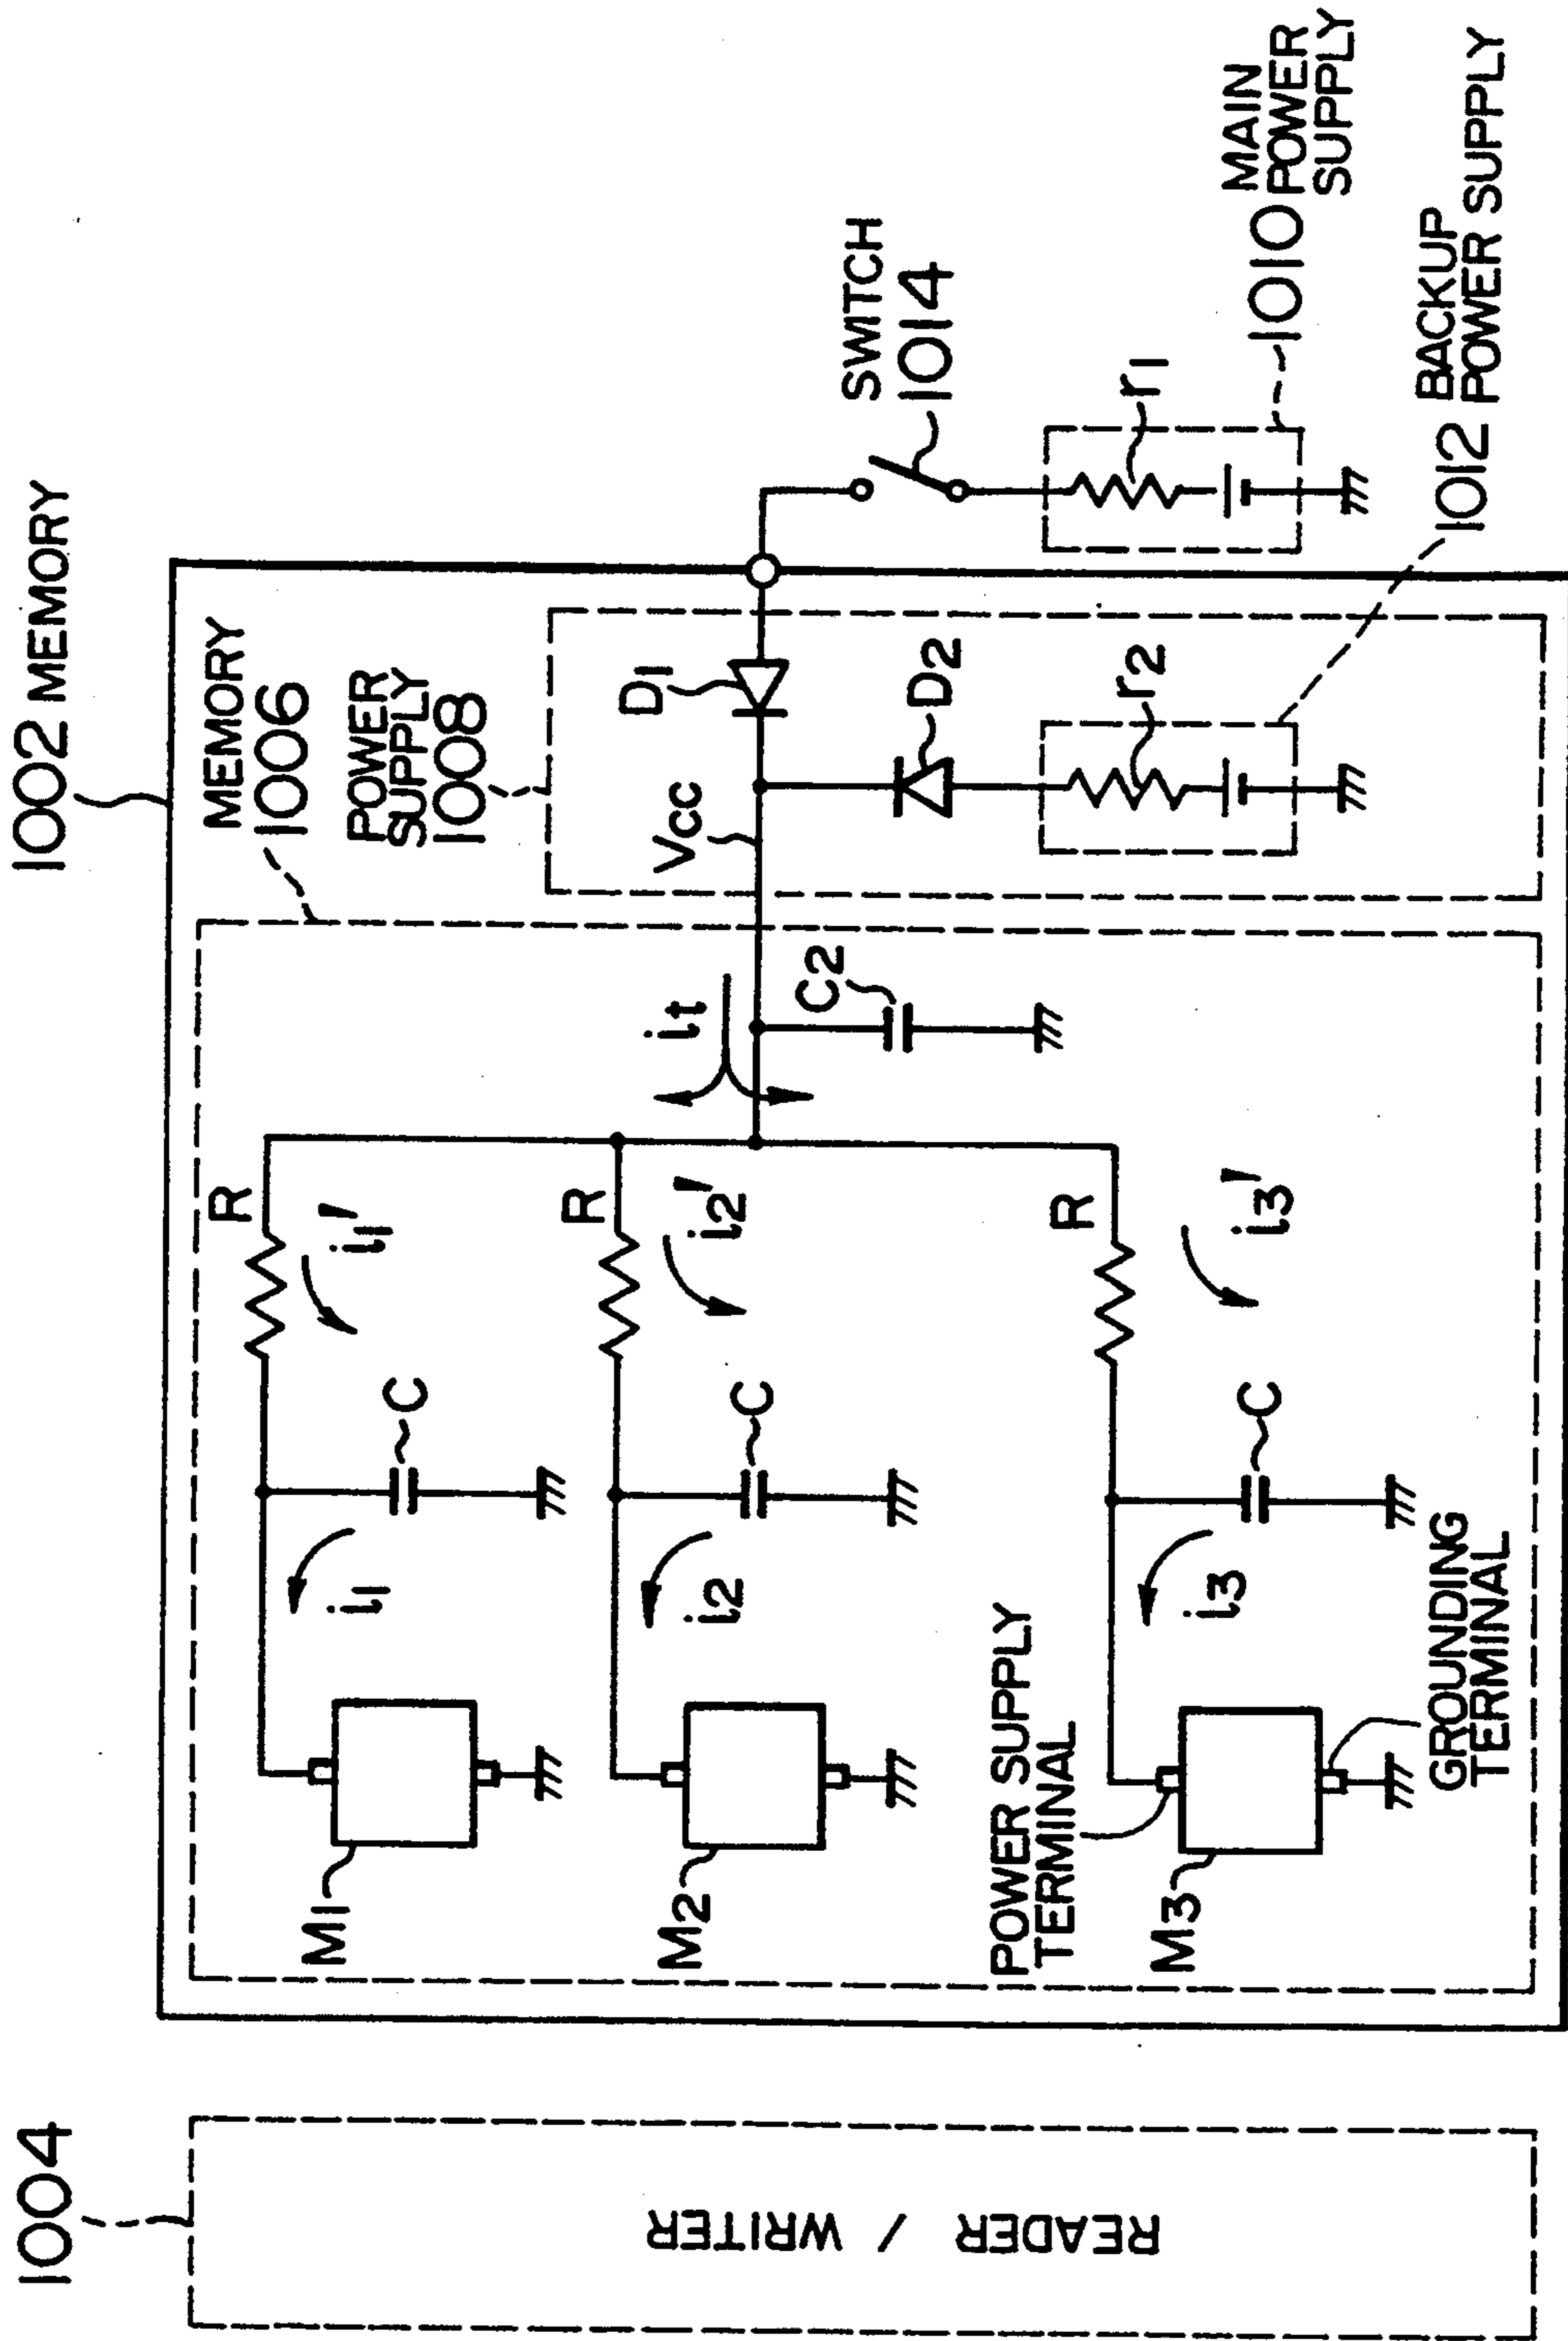 1002 MEMORY
1004
READER / WRITER
MEMORY
1006
POWER
SUPPLY
1008
M1
i1
C
R
i1'
M2
i2
C
R
i2'
it
C2
Vcc
D1
D2
r2
SWITCH
1014
r1
MAIN
1010 POWER
SUPPLY
BACKUP
1012 POWER SUPPLY
POWER SUPPLY
TERMINAL
M3
i3
C
R
i3'
GROUNDING
TERMINAL